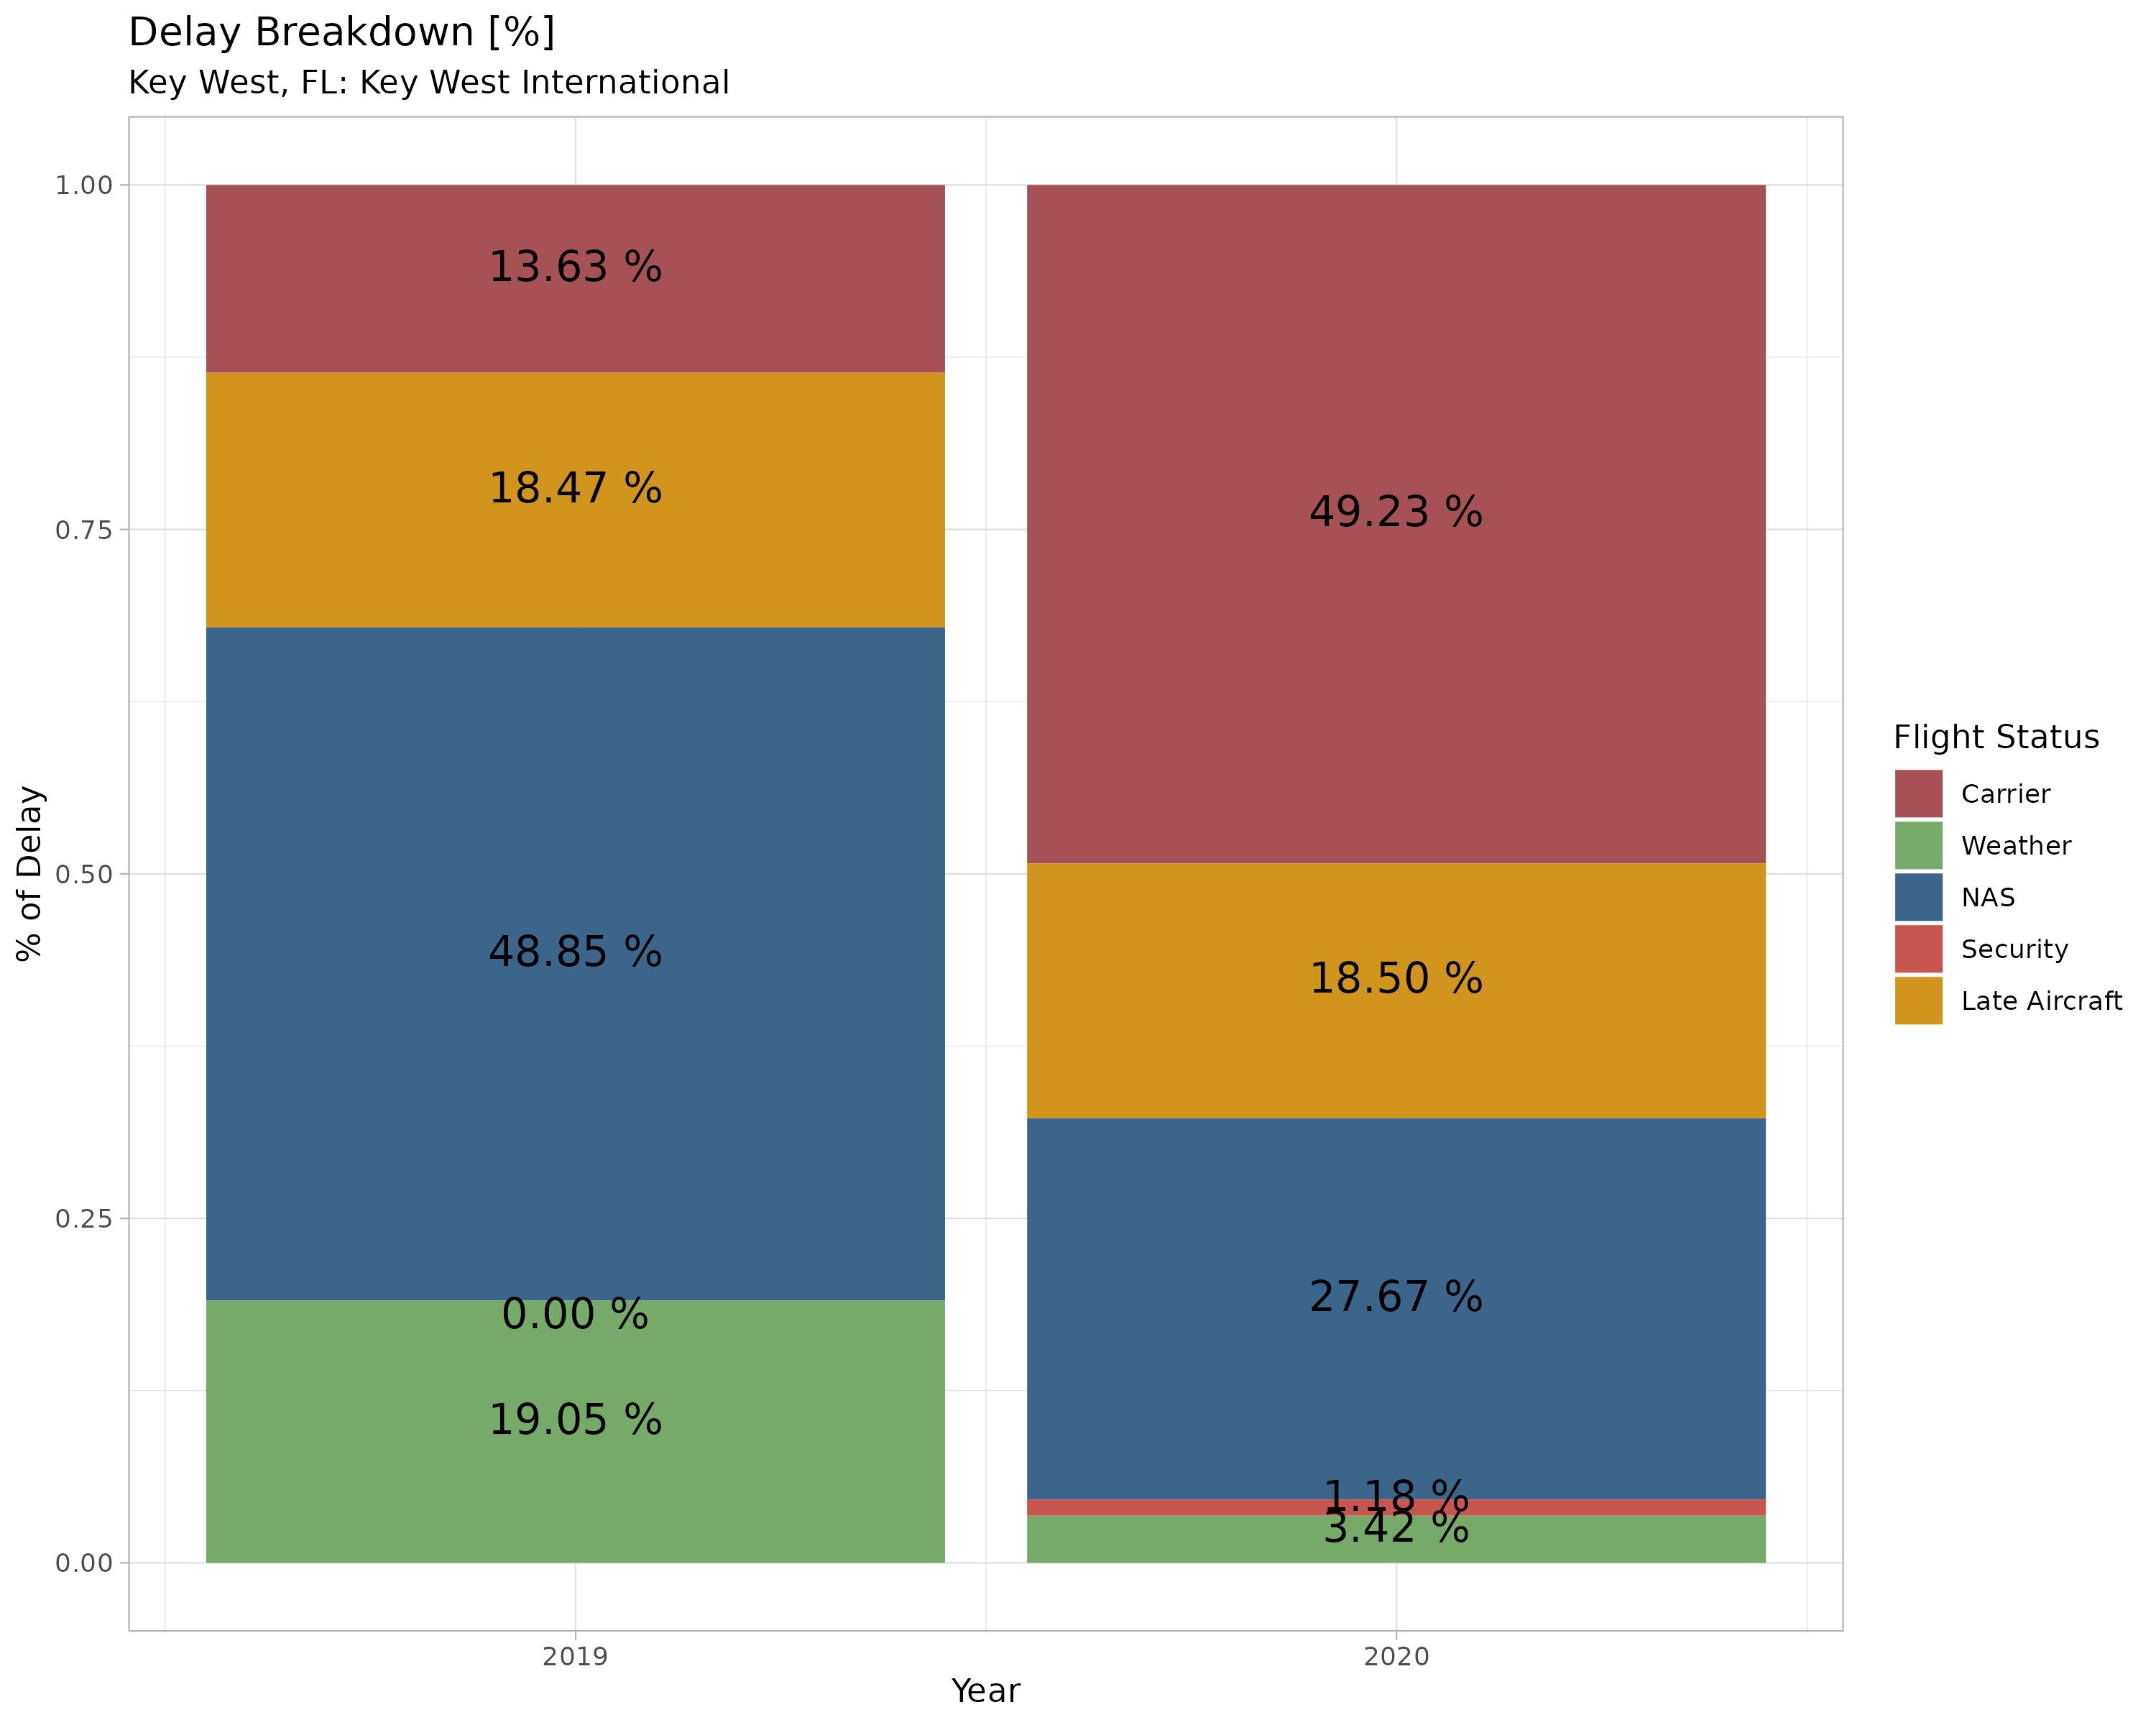 Delay Breakdown [%]
Key West, FL: Key West International
% of Delay
1.00
0.75
0.50
0.25
0.00
13.63 %
18.47 %
48.85 %
0.00 %
19.05 %
49.23 %
18.50 %
27.67 %
1.18 %
3.42 %
2019
2020
Year
Flight Status
Carrier
Weather
NAS
Security
Late Aircraft